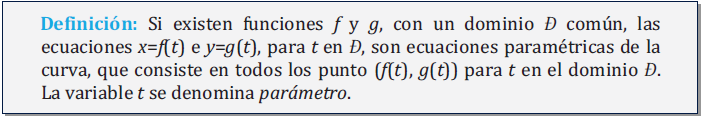 Definición: Si existen funciones f y g, con un dominio Đ común, las
ecuaciones x=f(t) e y=g(t), para t en Đ, son ecuaciones paramétricas de la
curva, que consiste en todos los punto (f(t), g(t)) para t en el dominio Đ.
La variable t se denomina parámetro.